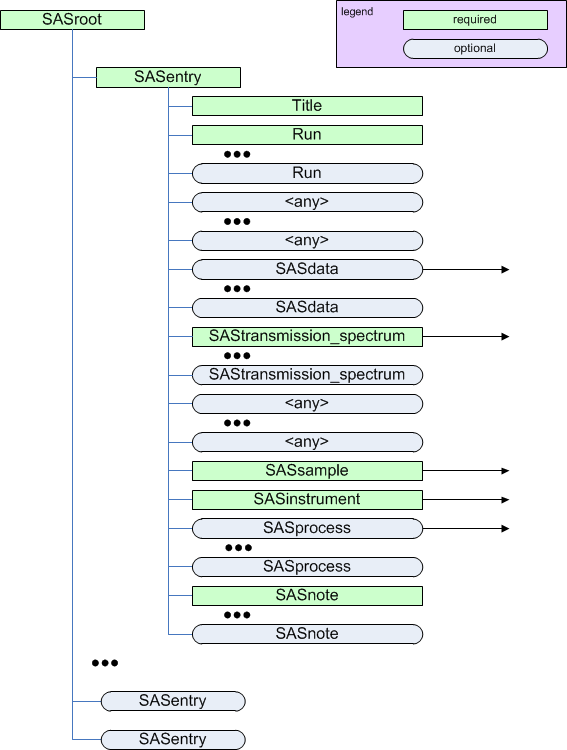 SASroot
legend
required
optional
SASentry
Title
Run
Run
<any>
<any>
SASdata
SASdata
SAStransmission_spectrum
SAStransmission_spectrum
<any>
<any>
SASsample
SASinstrument
SASprocess
SASprocess
SASnote
SASnote
SASentry
SASentry